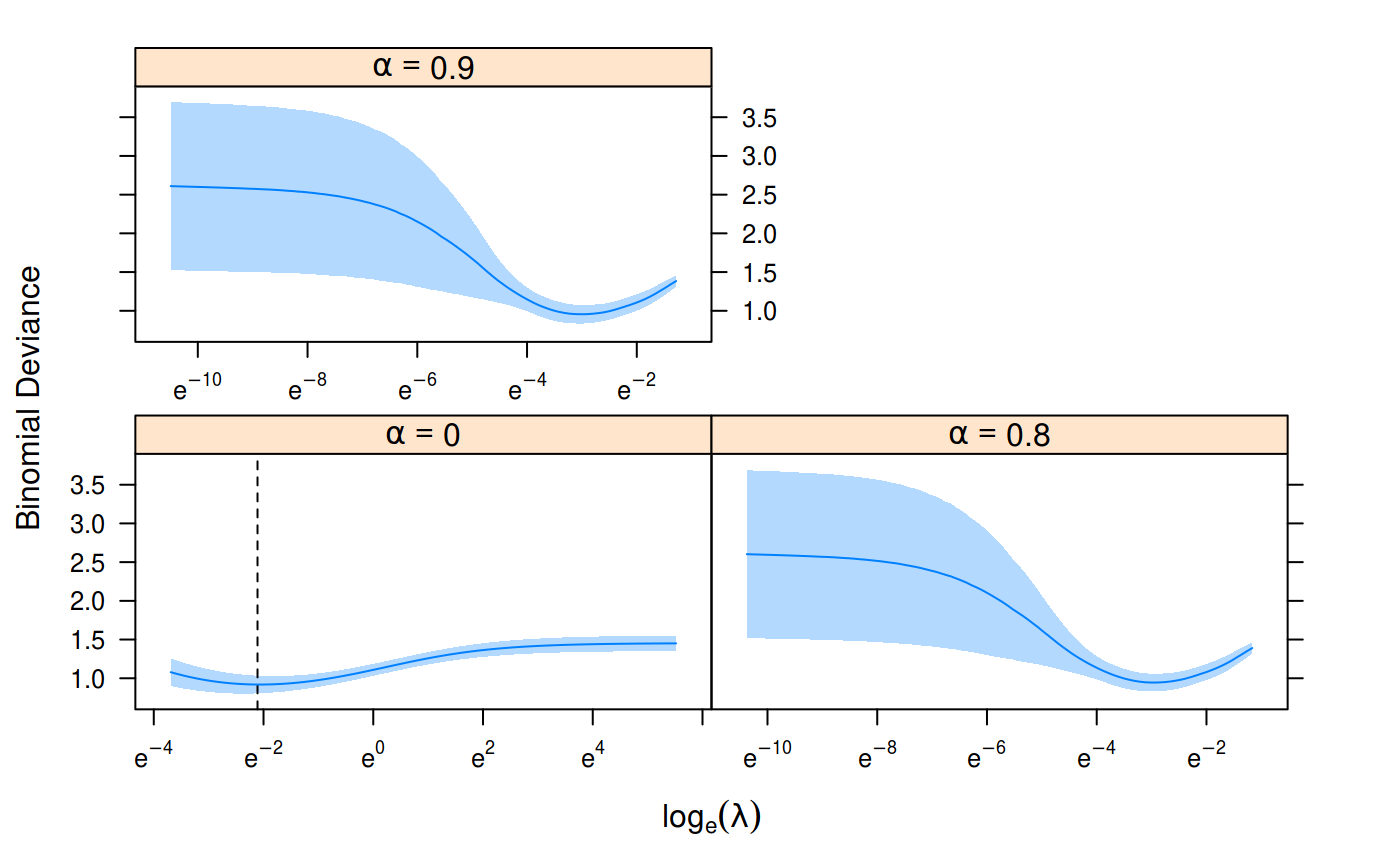 α = 0.9
3.5
3.0
2.5
2.0
1.5
1.0
e⁻¹⁰ e⁻⁸ e⁻⁶ e⁻⁴ e⁻²
Binomial Deviance
α = 0 α = 0.8
3.5
3.0
2.5
2.0
1.5
1.0
e⁻⁴ e⁻² e⁰ e² e⁴ e⁻¹⁰ e⁻⁸ e⁻⁶ e⁻⁴ e⁻²
logₑ(λ)